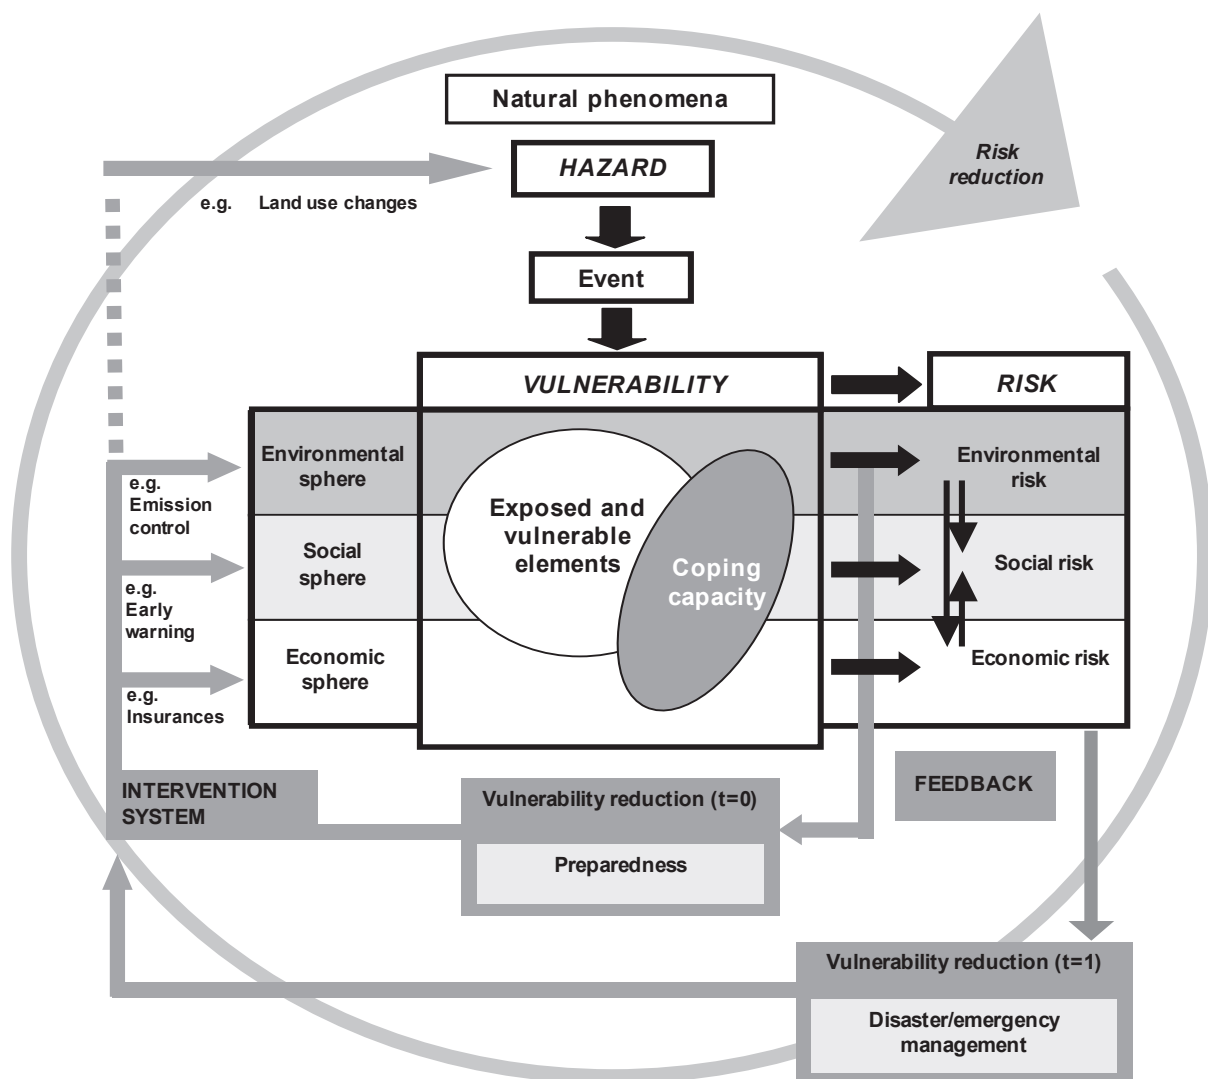 Natural phenomena
HAZARD
Risk
reduction
e.g. Land use changes
Event
VULNERABILITY
RISK
Environmental
sphere
Environmental
risk
e.g.
Emission
control
Exposed and
vulnerable
elements
Social
sphere
Coping
capacity
Social risk
e.g.
Early
warning
Economic
sphere
Economic risk
e.g.
Insurances
INTERVENTION
SYSTEM
Vulnerability reduction (t=0)
Preparedness
FEEDBACK
Vulnerability reduction (t=1)
Disaster/emergency
management